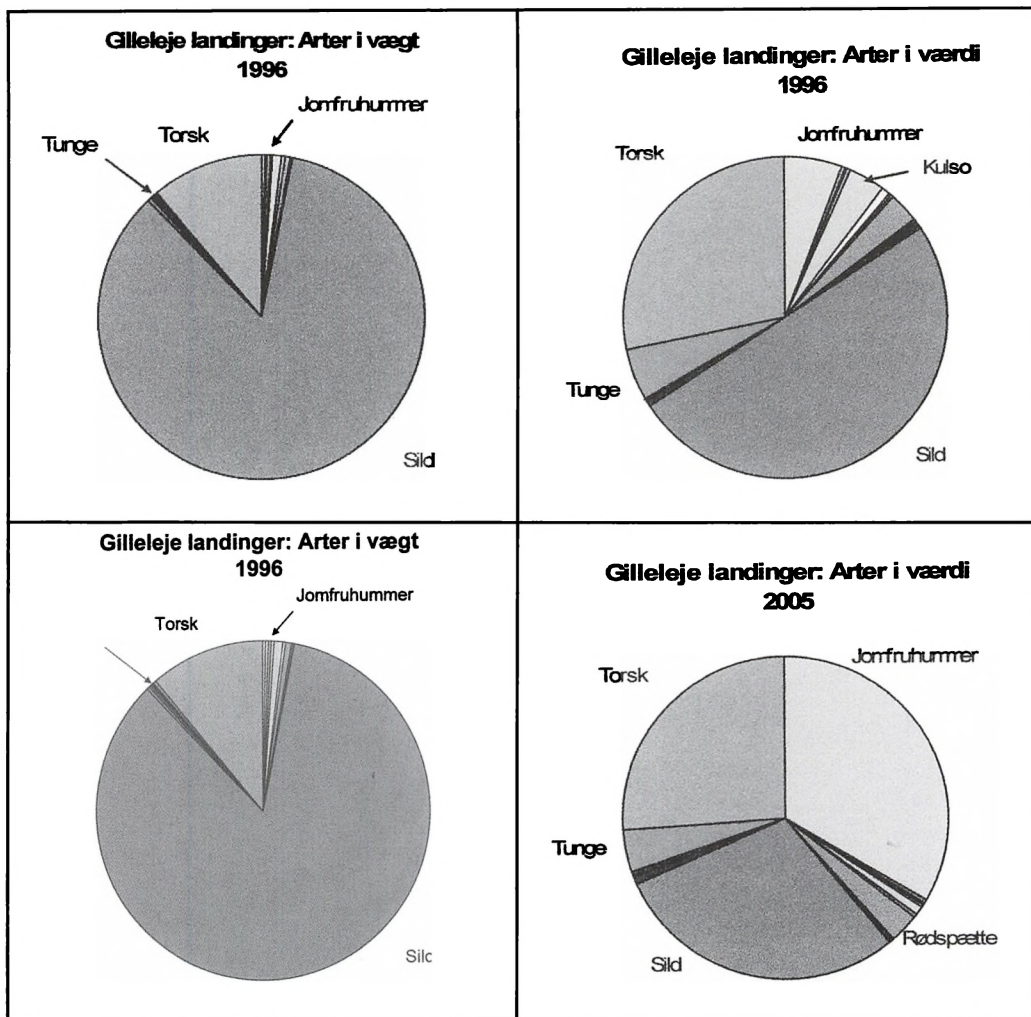 Gilleleje landinger: Arter i vægt
1996
Jomfruhummer
Torsk
Tunge
Sild
Gilleleje landinger: Arter i værdi
1996
Jomfruhummer
Torsk
Kulso
Tunge
Sild
Gilleleje landinger: Arter i vægt
1996
Jomfruhummer
Torsk
Silc
Gilleleje landinger: Arter i værdi
2005
Jomfruhummer
Torsk
Tunge
Rødspætte
Sild